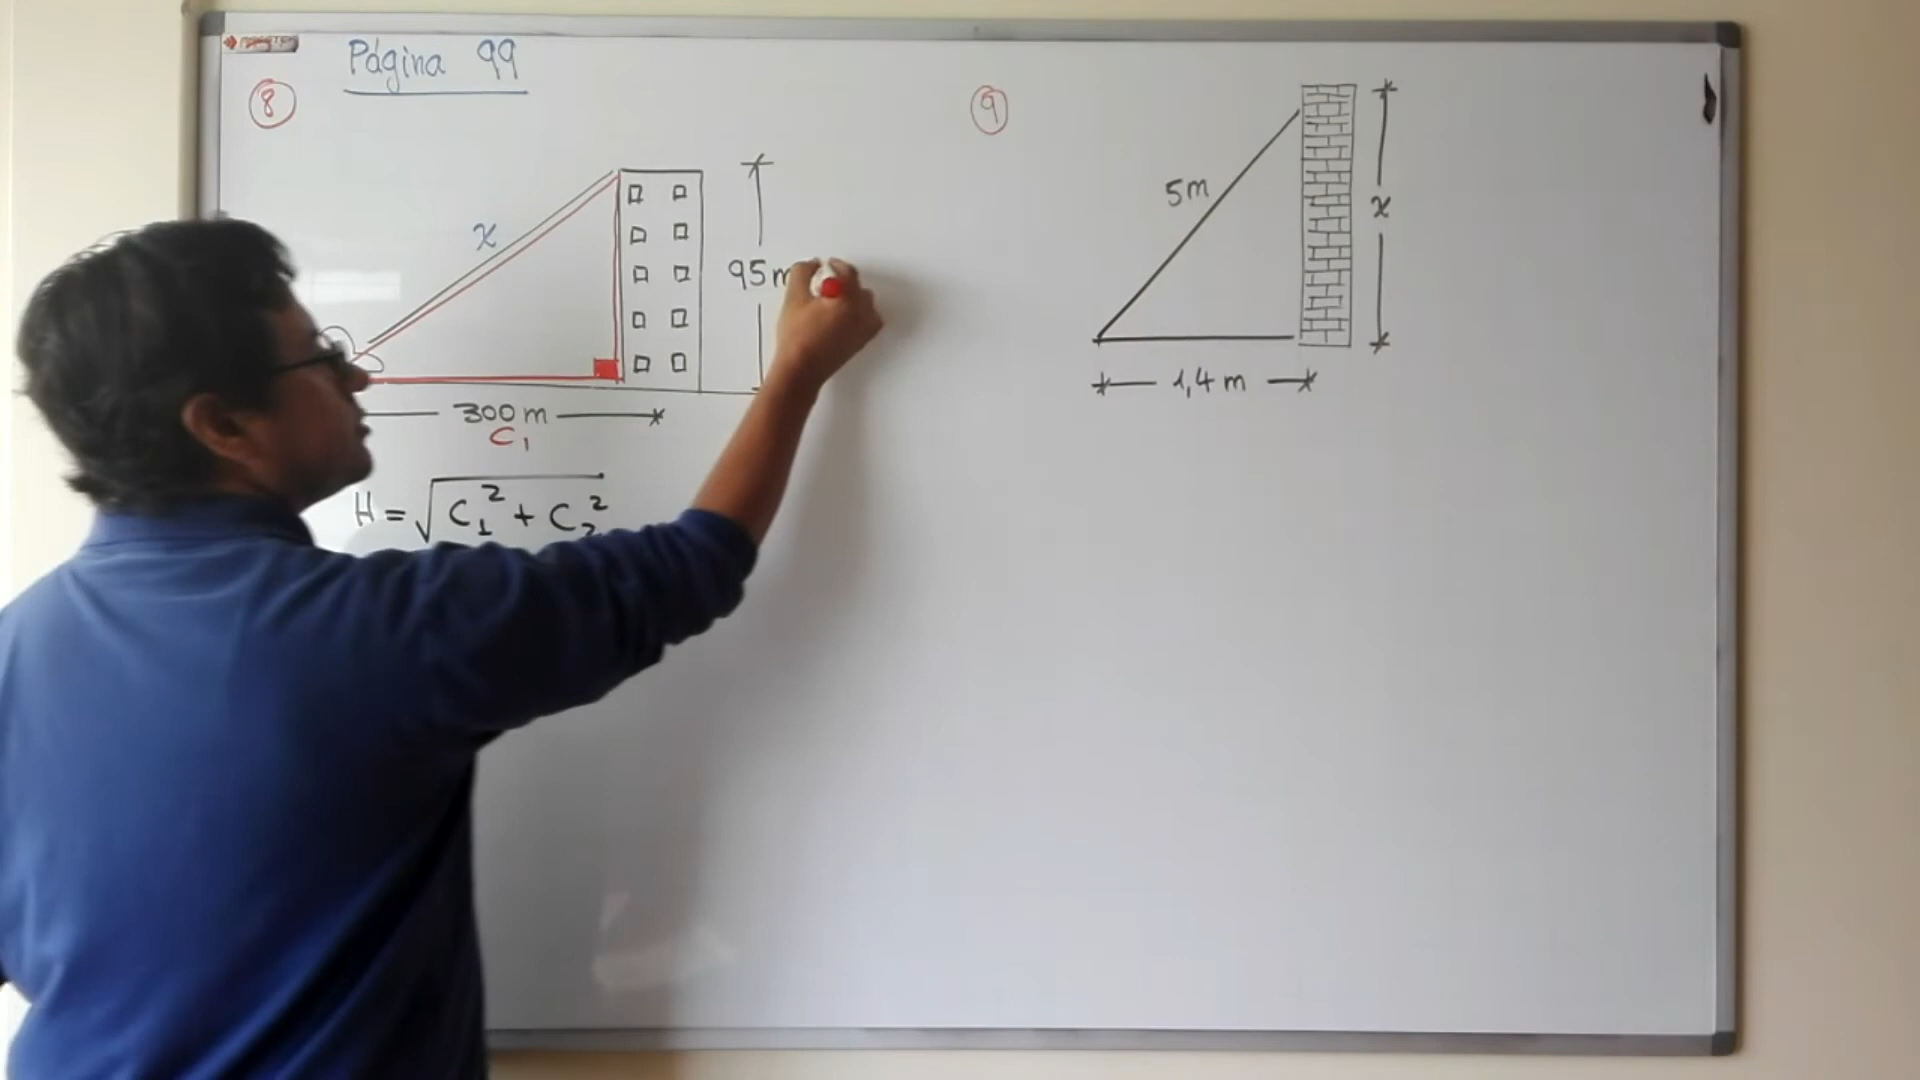 Página 99
8
x
95m
300 m
C₁
H = √C₁² + C₂²
9
5m
x
1,4 m